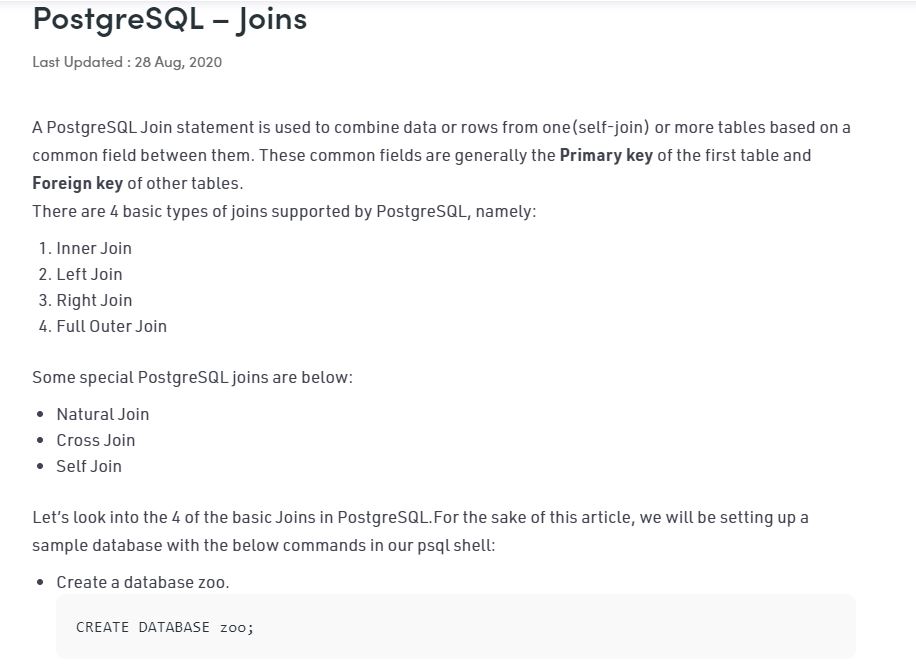 PostgreSQL – Joins
Last Updated : 28 Aug, 2020
A PostgreSQL Join statement is used to combine data or rows from one(self-join) or more tables based on a
common field between them. These common fields are generally the Primary key of the first table and
Foreign key of other tables.
There are 4 basic types of joins supported by PostgreSQL, namely:
1. Inner Join
2. Left Join
3. Right Join
4. Full Outer Join
Some special PostgreSQL joins are below:
• Natural Join
• Cross Join
• Self Join
Let’s look into the 4 of the basic Joins in PostgreSQL.For the sake of this article, we will be setting up a
sample database with the below commands in our psql shell:
• Create a database zoo.
CREATE DATABASE zoo;